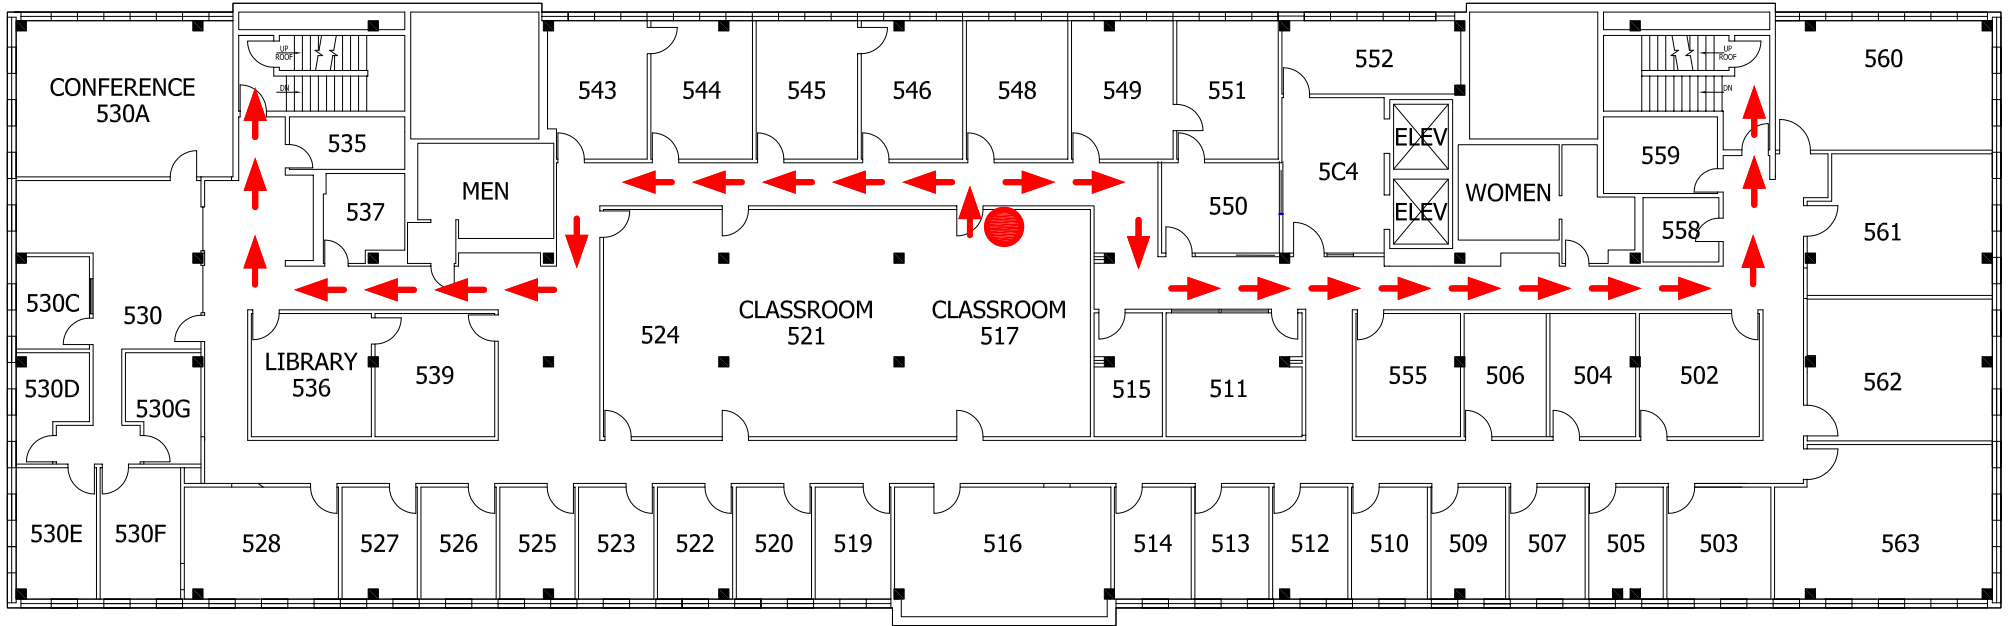 CONFERENCE
530A
UP
ROOF
DN
535
537
MEN
543
544
545
546
548
549
551
552
550
5C4
ELEV
ELEV
WOMEN
559
558
UP
ROOF
DN
560
561
562
563
530C
530
530D
530G
530E
530F
LIBRARY
536
539
524
CLASSROOM
521
CLASSROOM
517
515
511
555
506
504
502
528
527
526
525
523
522
520
519
516
514
513
512
510
509
507
505
503